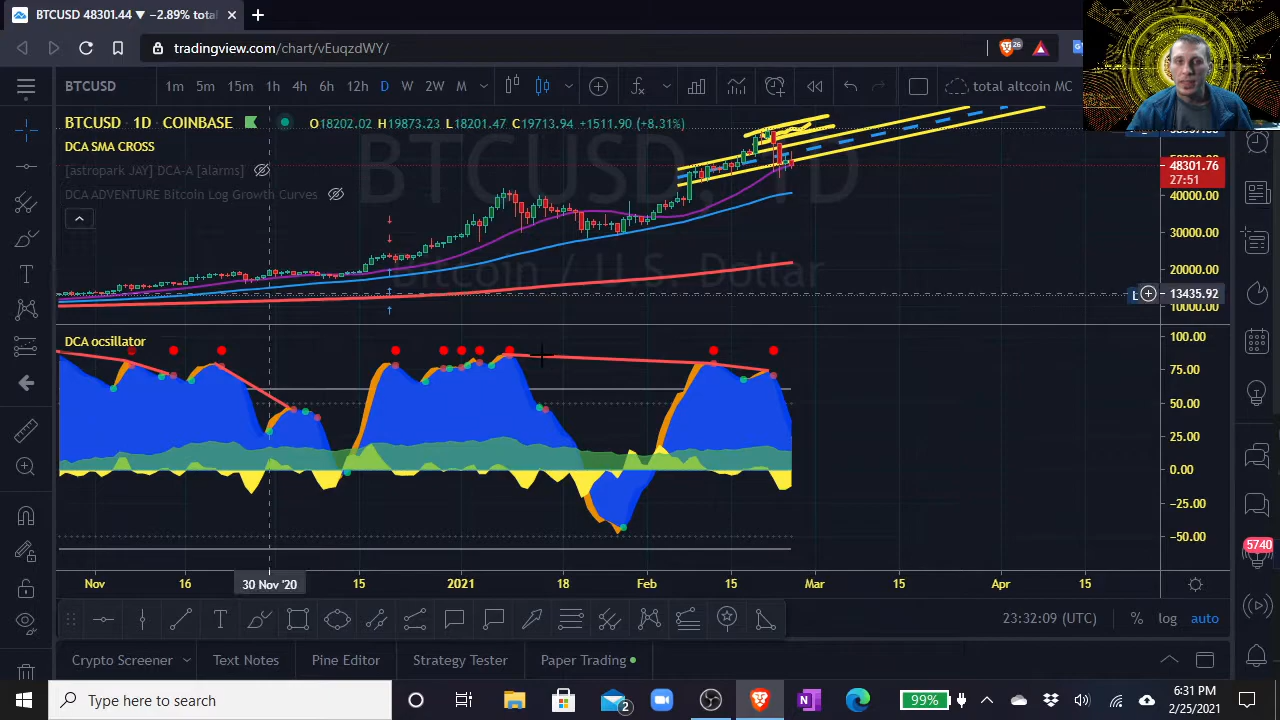 BTCUSD 48301.44 ▼ −2.89% total
tradingview.com/chart/vEuqzdWY/
26
BTCUSD 1m 5m 15m 1h 4h 6h 12h D W 2W M total altcoin MC
BTCUSD · 1D · COINBASE O18202.02 H19873.23 L18201.47 C19713.94 +1511.90 (+8.31%)
DCA SMA CROSS
[astropark JAY] DCA-A [alarms]
DCA ADVENTURE Bitcoin Log Growth Curves
BTCUSD, 1D
Bitcoin / U.S. Dollar
48301.76
27:51
40000.00
30000.00
20000.00
13435.92
10000.00
DCA ocsillator
100.00
75.00
50.00
25.00
0.00
-25.00
-50.00
Nov 16 30 Nov '20 15 2021 18 Feb 15 Mar 15 Apr 15
5740
23:32:09 (UTC) % log auto
Crypto Screener Text Notes Pine Editor Strategy Tester Paper Trading
Type here to search
2
99%
6:31 PM
2/25/2021